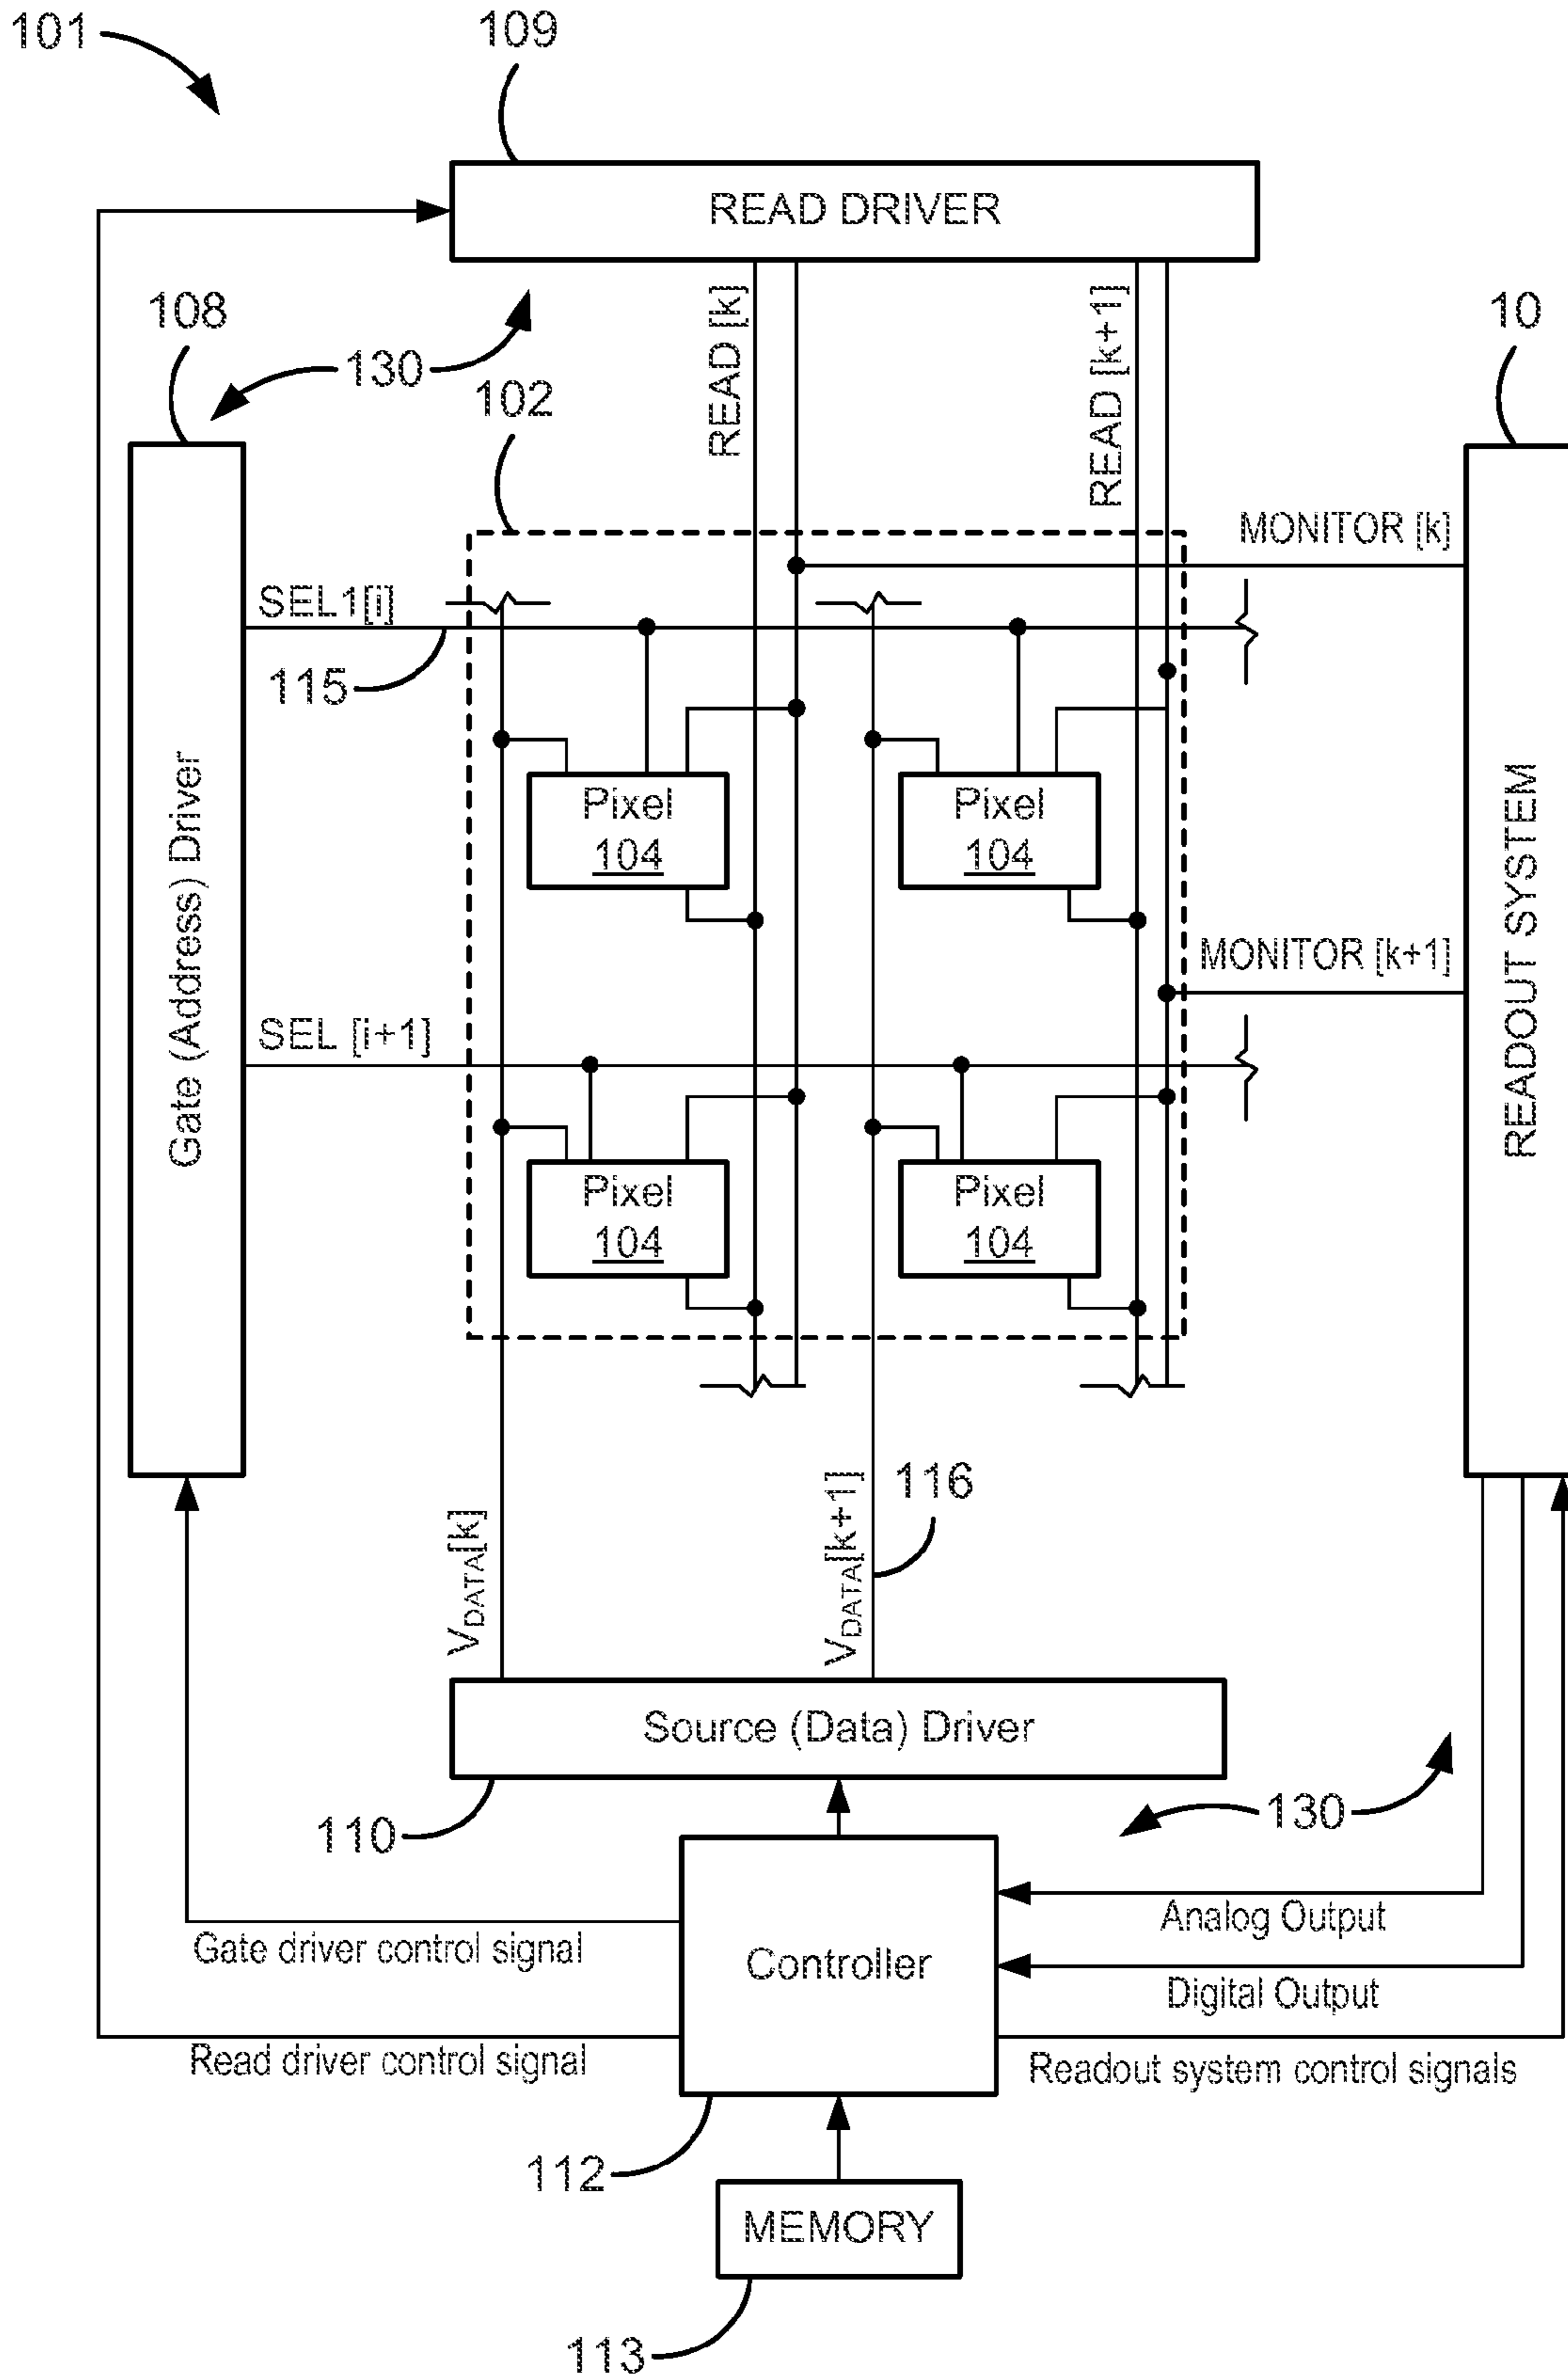 101
109
READ DRIVER
108
130
102
READ [k]
READ [k+1]
10
MONITOR [k]
SEL1[i]
115
Gate (Address) Driver
Pixel
104
Pixel
104
READOUT SYSTEM
MONITOR [k+1]
SEL [i+1]
Pixel
104
Pixel
104
VDATA[k]
VDATA[k+1]
116
Source (Data) Driver
110
130
Analog Output
Gate driver control signal
Controller
Digital Output
Read driver control signal
Readout system control signals
112
MEMORY
113